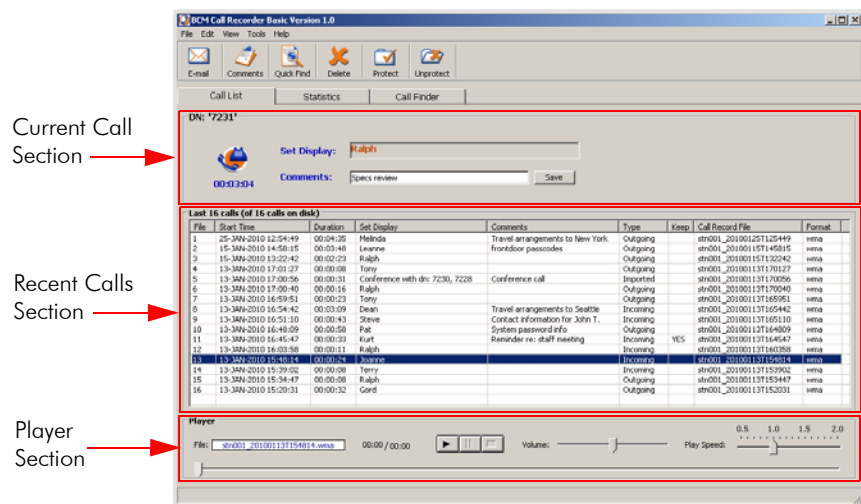 BCM Call Recorder Basic Version 1.0
File Edit View Tools Help
E-mail Comments Quick Find Delete Protect Unprotect
Call List Statistics Call Finder
DN: '7231'
Current Call
Section
Set Display: Ralph
00:03:04
Comments: Specs review Save
Last 16 calls (of 16 calls on disk)
File Start Time Duration Set Display Comments Type Keep Call Record File Format
1 25-JAN-2010 12:54:49 00:04:35 Melinda Travel arrangements to New York Outgoing stn001_20100125T125449 wma
2 15-JAN-2010 14:58:15 00:03:48 Leanne frontdoor passcodes Outgoing stn001_20100115T145815 wma
3 15-JAN-2010 13:22:42 00:02:23 Ralph Outgoing stn001_20100115T132242 wma
4 13-JAN-2010 17:01:27 00:00:08 Tony Outgoing stn001_20100113T170127 wma
5 13-JAN-2010 17:00:56 00:00:31 Conference with dn: 7230, 7228 Conference call Imported stn001_20100113T170056 wma
6 13-JAN-2010 17:00:40 00:00:16 Ralph Outgoing stn001_20100113T170040 wma
7 13-JAN-2010 16:59:51 00:00:23 Tony Outgoing stn001_20100113T165951 wma
8 13-JAN-2010 16:54:42 00:03:09 Dean Travel arrangements to Seattle Incoming stn001_20100113T165442 wma
9 13-JAN-2010 16:51:10 00:00:43 Steve Contact information for John T. Incoming stn001_20100113T165110 wma
10 13-JAN-2010 16:48:09 00:00:58 Pat System password info Outgoing stn001_20100113T164809 wma
11 13-JAN-2010 16:45:47 00:00:33 Kurt Reminder re: staff meeting Incoming YES stn001_20100113T164547 wma
12 13-JAN-2010 16:03:58 00:00:11 Ralph Incoming stn001_20100113T160358 wma
13 13-JAN-2010 15:48:14 00:00:24 Joanne Incoming stn001_20100113T154814 wma
14 13-JAN-2010 15:39:02 00:00:08 Terry Incoming stn001_20100113T153902 wma
15 13-JAN-2010 15:34:47 00:00:08 Ralph Outgoing stn001_20100113T153447 wma
16 13-JAN-2010 15:20:31 00:00:32 Gord Outgoing stn001_20100113T152031 wma
Recent Calls
Section
Player
Section
Player
File: stn001_20100113T154814.wma 00:00 / 00:00 Volume: Play Speed: 0.5 1.0 1.5 2.0